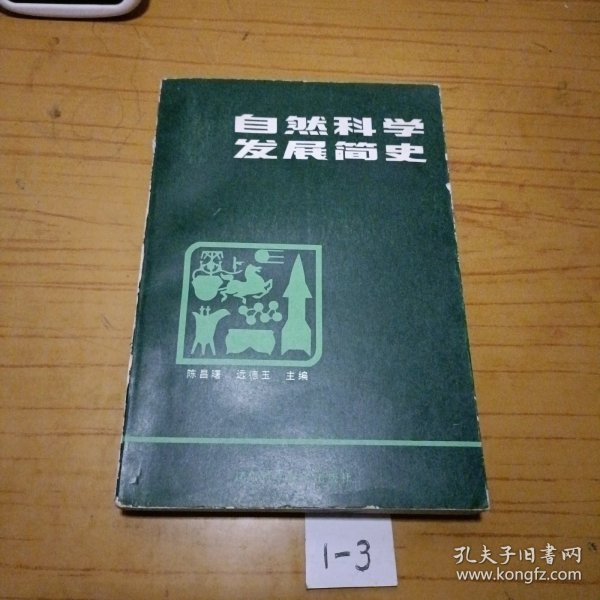 自然科学
发展简史
陈昌曙 远德玉 主编
1-3
孔夫子旧书网
www.kongfz.com